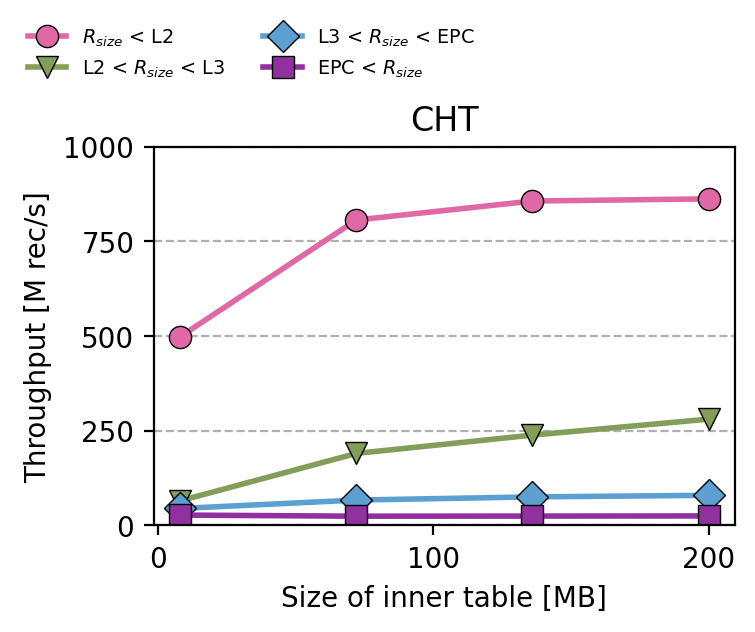 R_size < L2
L3 < R_size < EPC
L2 < R_size < L3
EPC < R_size
CHT
1000
750
500
250
0
Throughput [M rec/s]
0 100 200
Size of inner table [MB]